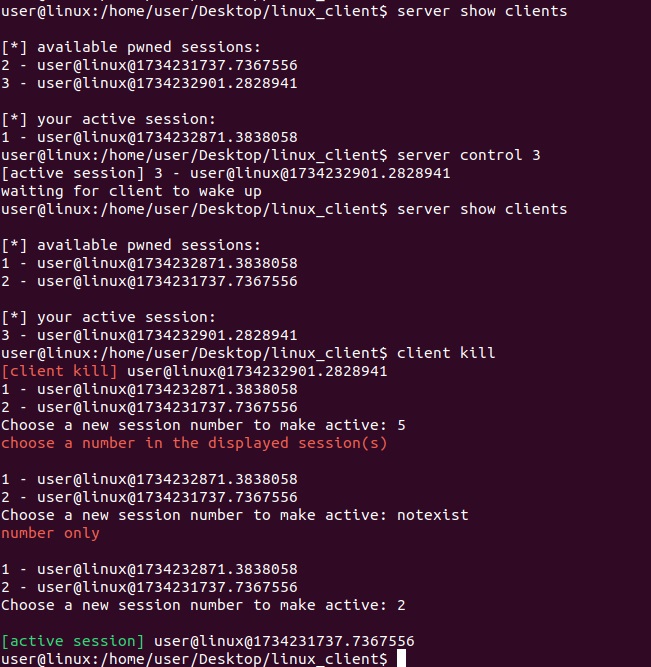 user@linux:/home/user/Desktop/linux_client$ server show clients
[*] available pwned sessions:
2 - user@linux@1734231737.7367556
3 - user@linux@1734232901.2828941
[*] your active session:
1 - user@linux@1734232871.3838058
user@linux:/home/user/Desktop/linux_client$ server control 3
[active session] 3 - user@linux@1734232901.2828941
waiting for client to wake up
user@linux:/home/user/Desktop/linux_client$ server show clients
[*] available pwned sessions:
1 - user@linux@1734232871.3838058
2 - user@linux@1734231737.7367556
[*] your active session:
3 - user@linux@1734232901.2828941
user@linux:/home/user/Desktop/linux_client$ client kill
[client kill] user@linux@1734232901.2828941
1 - user@linux@1734232871.3838058
2 - user@linux@1734231737.7367556
Choose a new session number to make active: 5
choose a number in the displayed session(s)
1 - user@linux@1734232871.3838058
2 - user@linux@1734231737.7367556
Choose a new session number to make active: notexist
number only
1 - user@linux@1734232871.3838058
2 - user@linux@1734231737.7367556
Choose a new session number to make active: 2
[active session] user@linux@1734231737.7367556
user@linux:/home/user/Desktop/linux_client$